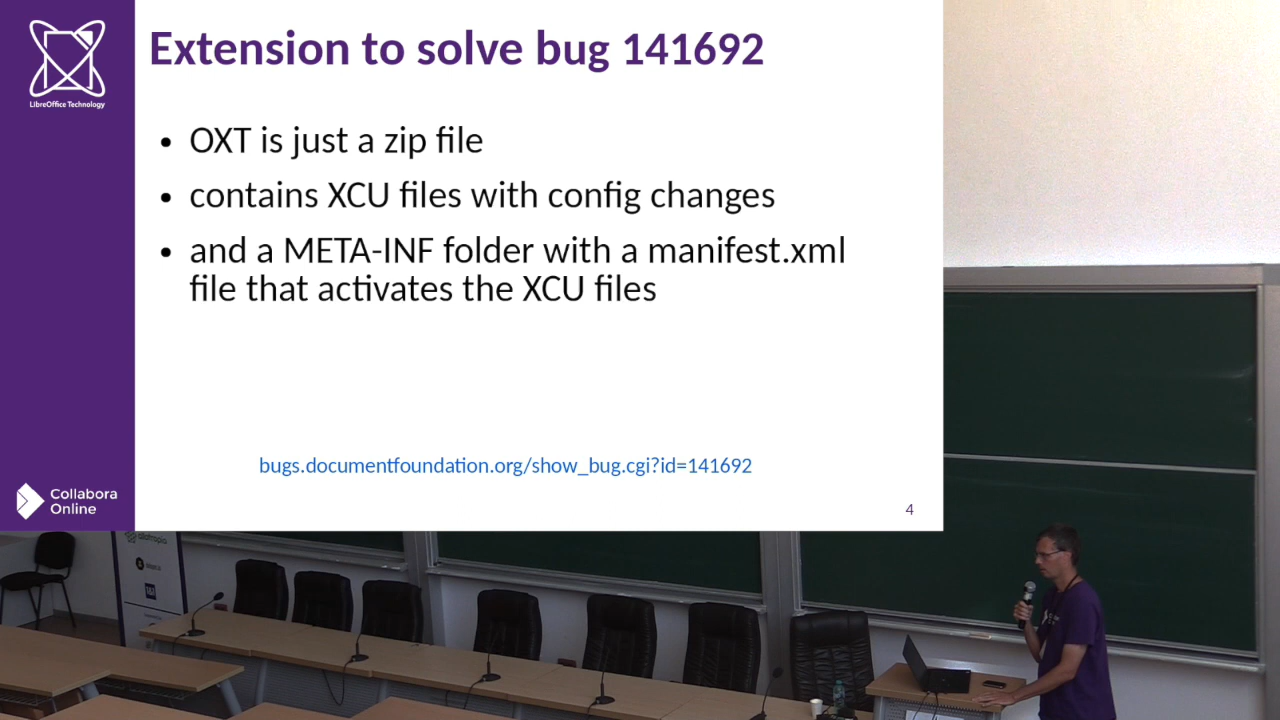 Extension to solve bug 141692
LibreOffice Technology
• OXT is just a zip file
• contains XCU files with config changes
• and a META-INF folder with a manifest.xml
file that activates the XCU files
bugs.documentfoundation.org/show_bug.cgi?id=141692
Collabora
Online
4
allotropia